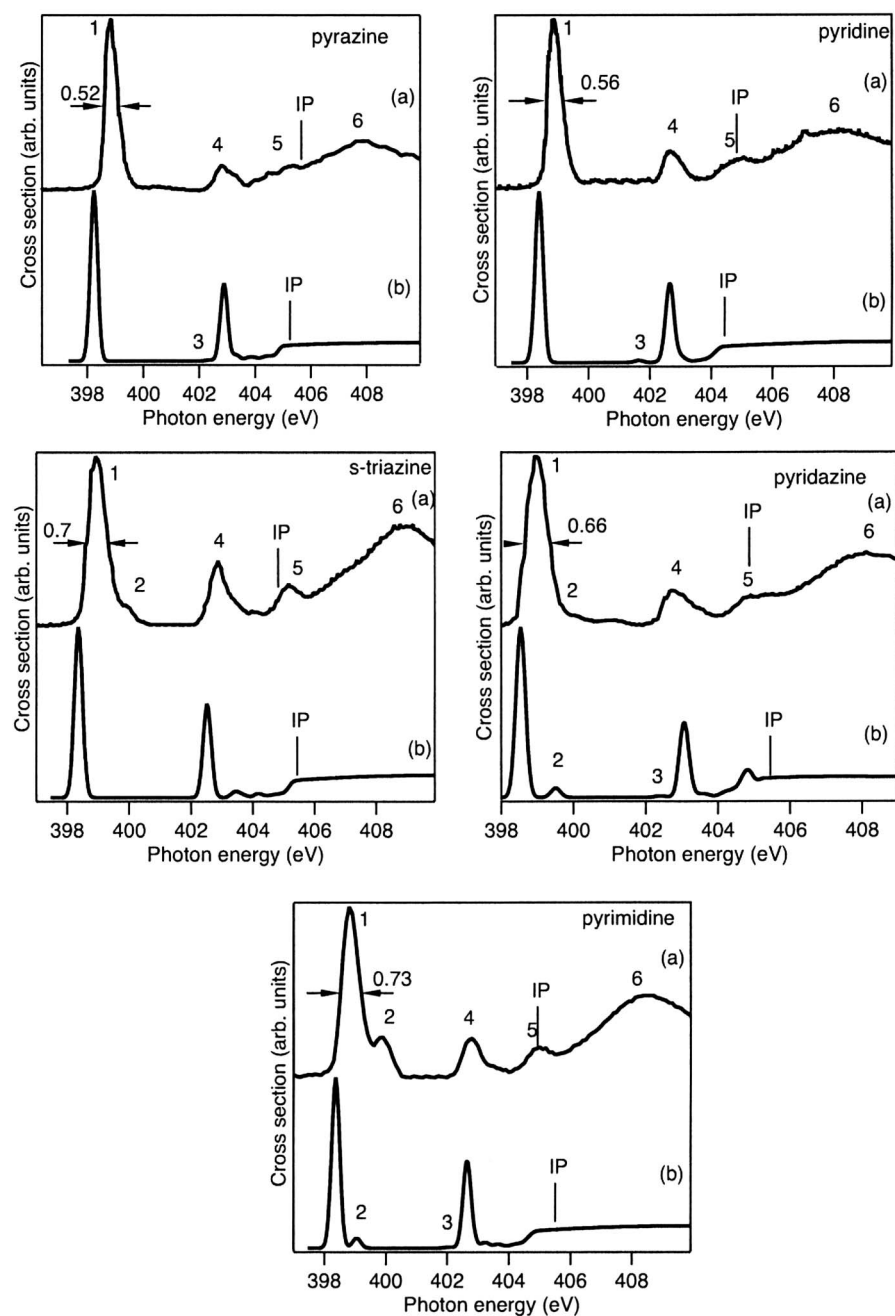 pyrazine
1
(a)
0.52
IP
4
5
6
Cross section (arb. units)
IP
(b)
3
398 400 402 404 406 408
Photon energy (eV)
pyridine
1
(a)
0.56
IP
6
4
5
Cross section (arb. units)
IP
(b)
3
398 400 402 404 406 408
Photon energy (eV)
s-triazine
1
(a)
6
0.7
IP
4
5
2
Cross section (arb. units)
IP
(b)
398 400 402 404 406 408
Photon energy (eV)
pyridazine
1
(a)
IP
0.66
6
4
5
2
Cross section (arb. units)
IP
(b)
2
3
398 400 402 404 406 408
Photon energy (eV)
pyrimidine
1
(a)
0.73
IP
6
2
4
5
Cross section (arb. units)
(b)
IP
2
3
398 400 402 404 406 408
Photon energy (eV)